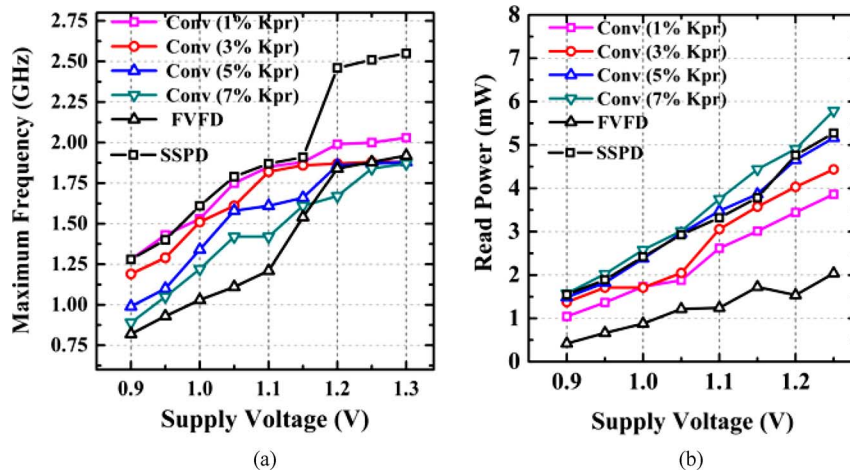 2.75
2.50
2.25
2.00
1.75
1.50
1.25
1.00
0.75
Maximum Frequency (GHz)
Conv (1% Kpr)
Conv (3% Kpr)
Conv (5% Kpr)
Conv (7% Kpr)
FVFD
SSPD
0.9 1.0 1.1 1.2 1.3
Supply Voltage (V)
(a)
8
7
6
5
4
3
2
1
0
Read Power (mW)
Conv (1% Kpr)
Conv (3% Kpr)
Conv (5% Kpr)
Conv (7% Kpr)
FVFD
SSPD
0.9 1.0 1.1 1.2
Supply Voltage (V)
(b)